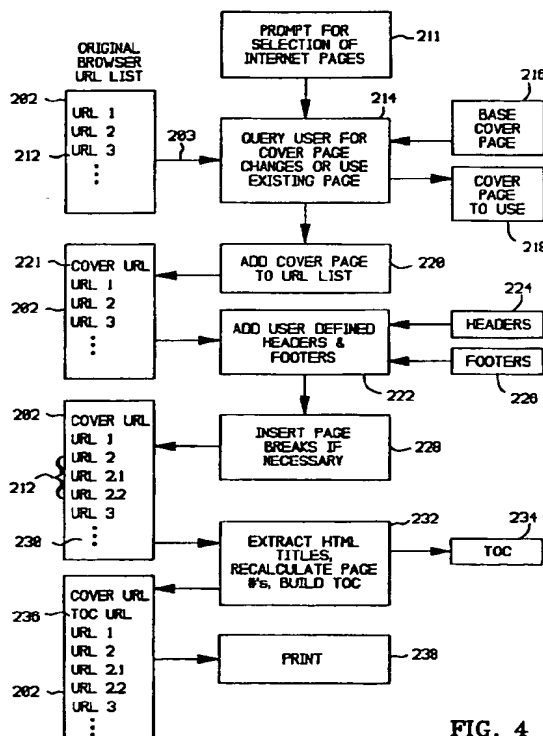 ORIGINAL
BROWSER
URL LIST
202
URL 1
URL 2
212
URL 3
203
PROMPT FOR
SELECTION OF
INTERNET PAGES
211
214
QUERY USER FOR
COVER PAGE
CHANGES OR USE
EXISTING PAGE
216
BASE
COVER
PAGE
COVER
PAGE
TO USE
218
221
COVER URL
URL 1
202
URL 2
URL 3
ADD COVER PAGE
TO URL LIST
220
ADD USER DEFINED
HEADERS &
FOOTERS
222
224
HEADERS
FOOTERS
226
202
COVER URL
URL 1
URL 2
212
URL 2.1
URL 2.2
URL 3
230
INSERT PAGE
BREAKS IF
NECESSARY
228
232
EXTRACT HTML
TITLES,
RECALCULATE PAGE
#'s, BUILD TOC
234
TOC
COVER URL
236
TOC URL
URL 1
URL 2
URL 2.1
URL 2.2
202
URL 3
PRINT
238
FIG. 4